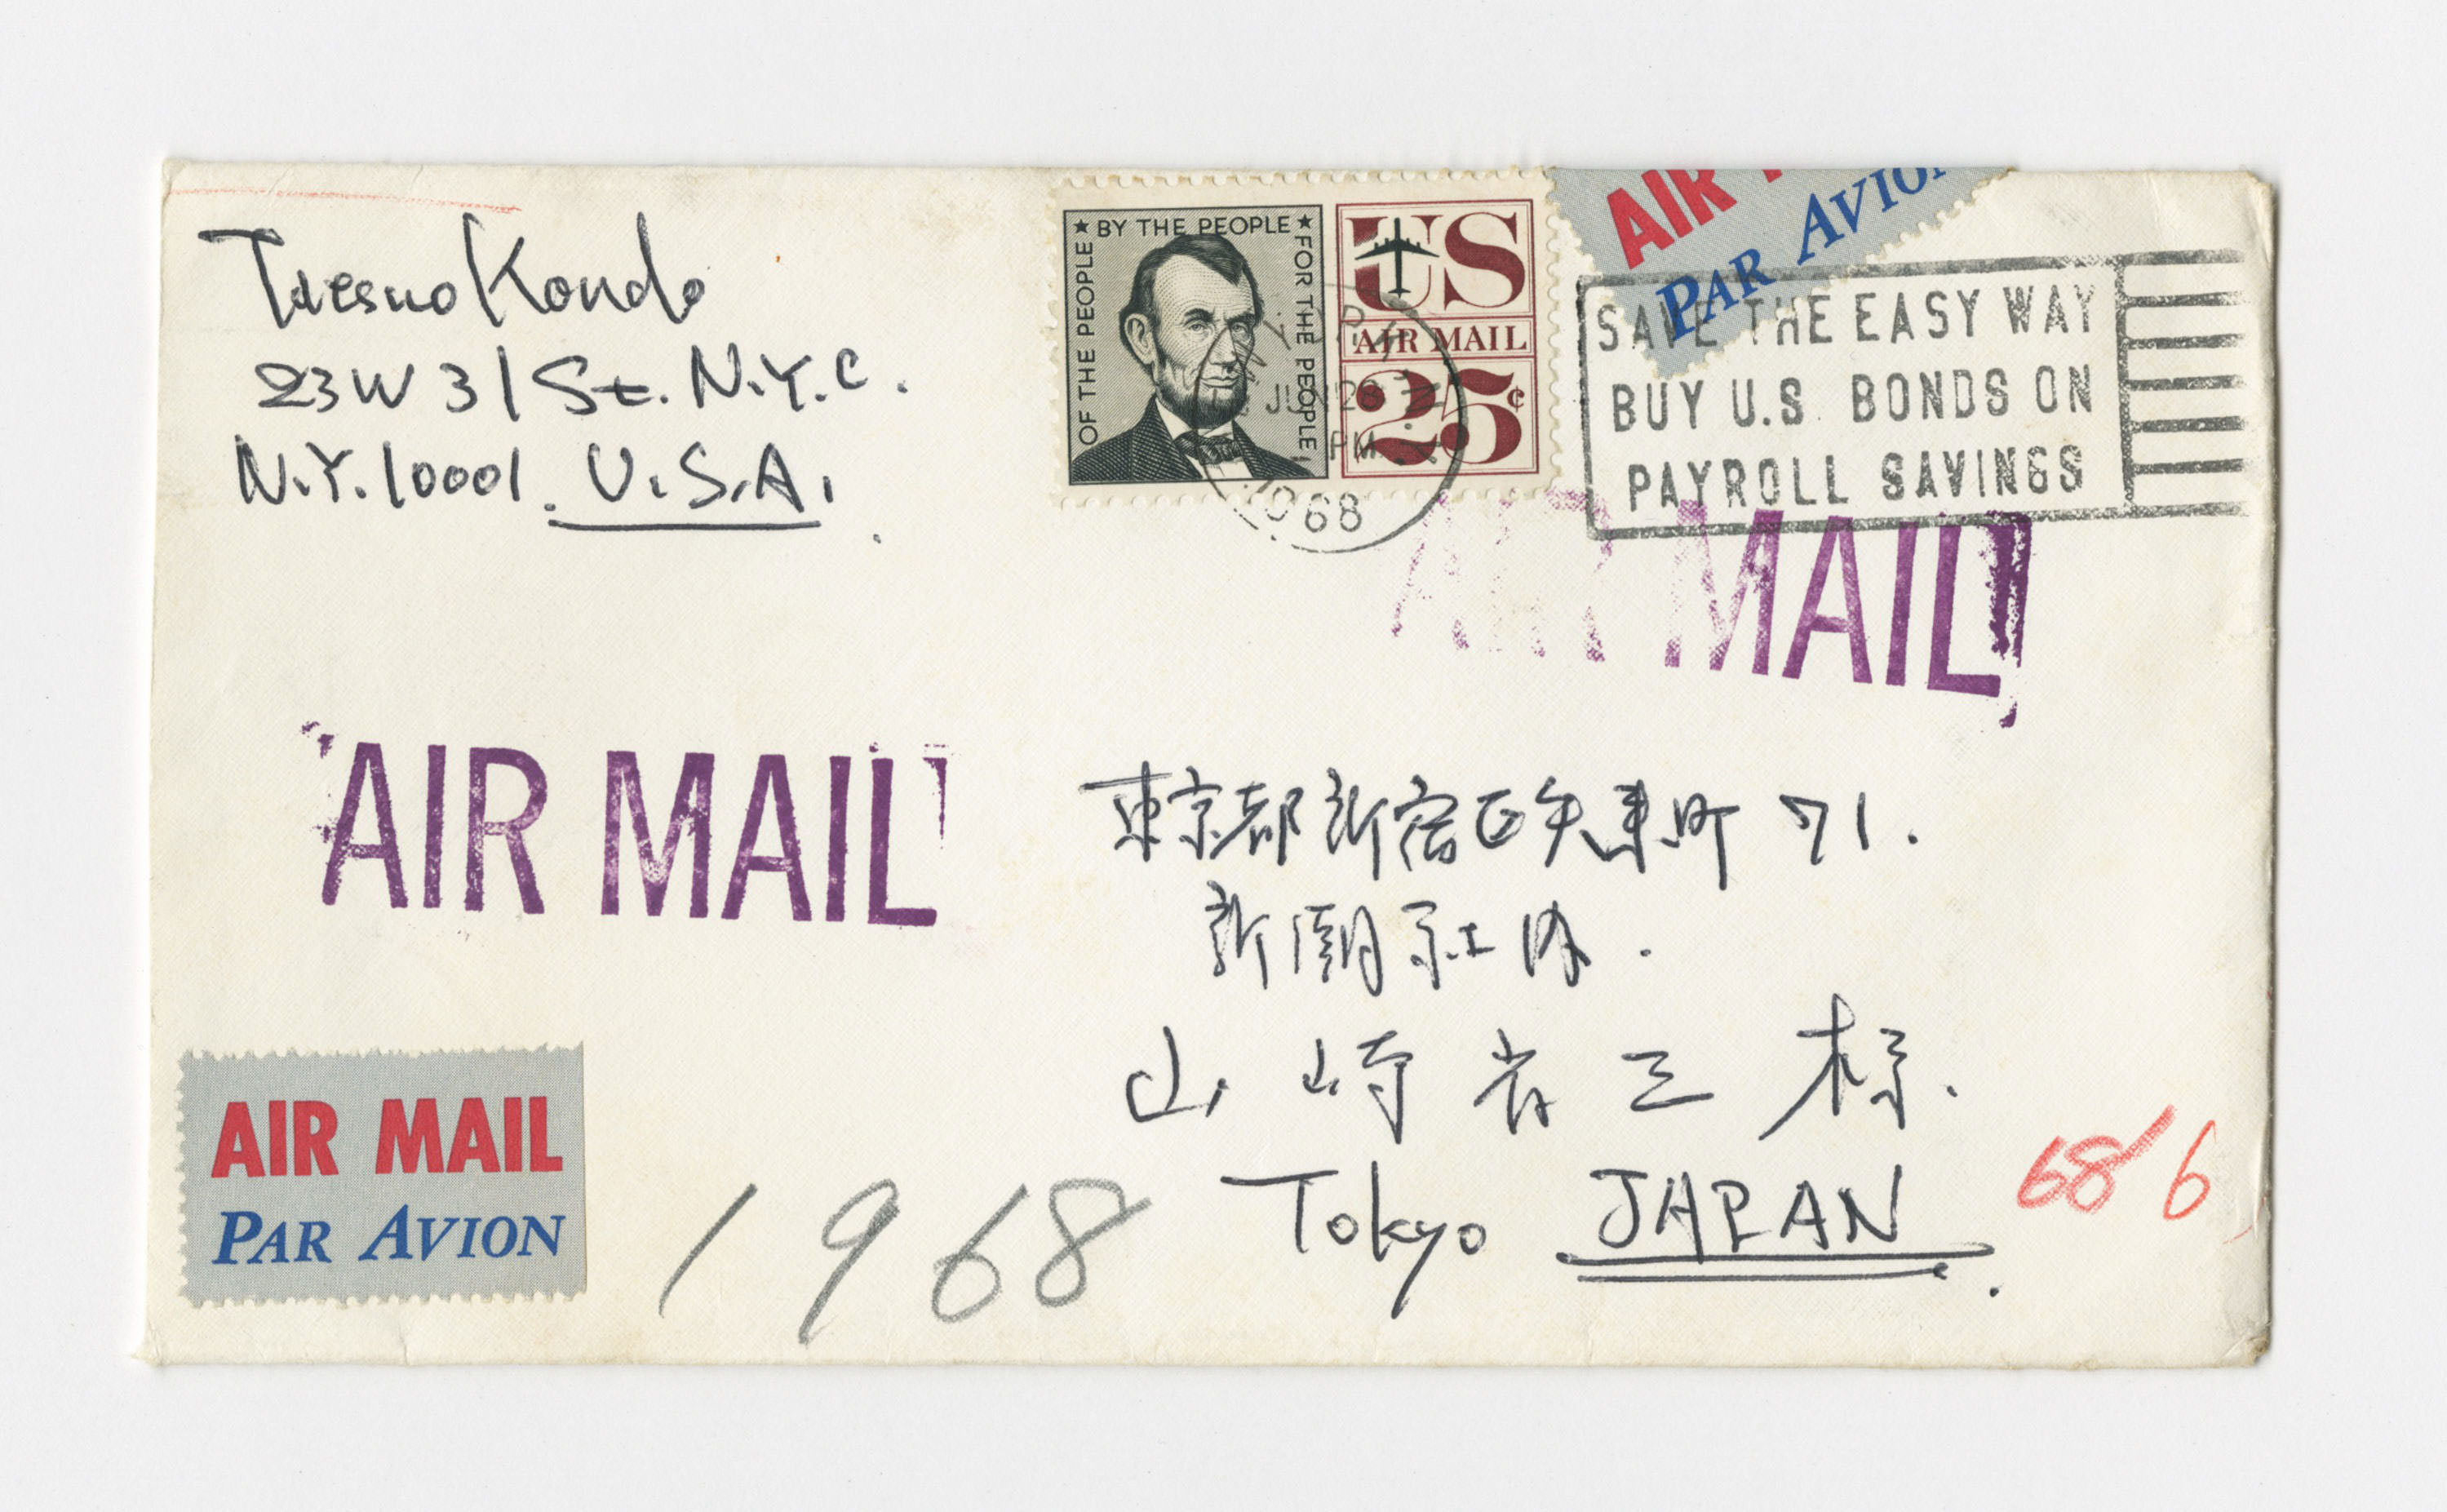 Tatsuo Kondo
23 W 31 St. N.Y.C.
N.Y. 10001. U.S.A.
★ BY THE PEOPLE ★
OF THE PEOPLE
FOR THE PEOPLE
US
AIR MAIL
25¢
N.Y.
JUN 28
PM
1968
AIR
PAR AVION
SAVE THE EASY WAY
BUY U.S. BONDS ON
PAYROLL SAVINGS
AIR MAIL
AIR MAIL
東京都新宿区矢来町 71.
新潮社内.
山崎省三様.
Tokyo JAPAN.
68 6
AIR MAIL
PAR AVION
1968